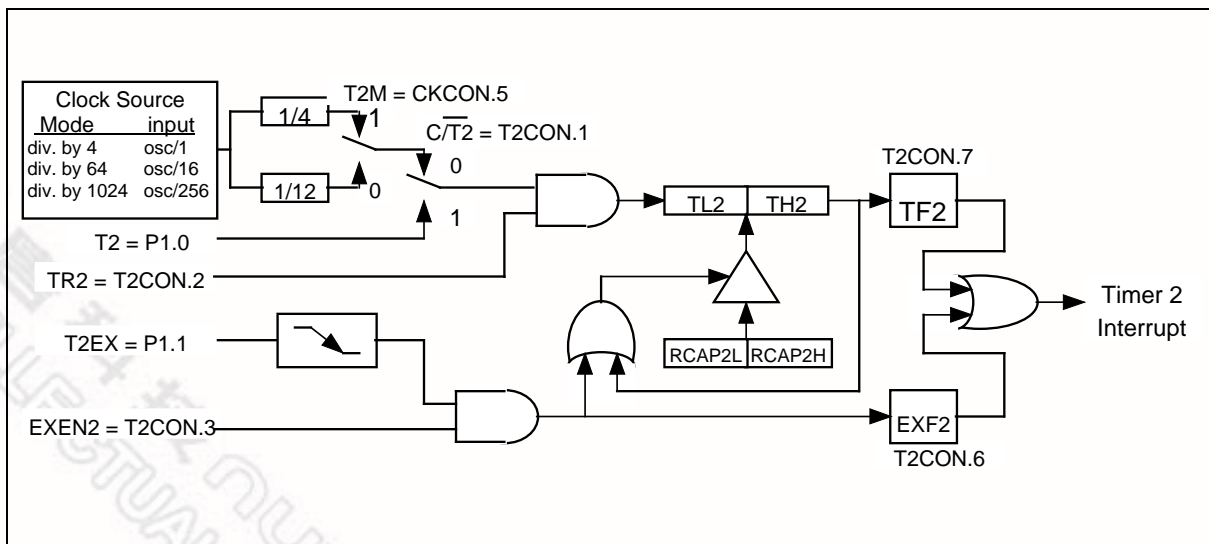 Clock Source
Mode input
div. by 4 osc/1
div. by 64 osc/16
div. by 1024 osc/256
1/4
1/12
T2M = CKCON.5
1
0
C/T2 = T2CON.1
0
1
T2 = P1.0
TR2 = T2CON.2
TL2 TH2
T2CON.7
TF2
RCAP2L RCAP2H
T2EX = P1.1
EXEN2 = T2CON.3
EXF2
T2CON.6
Timer 2
Interrupt